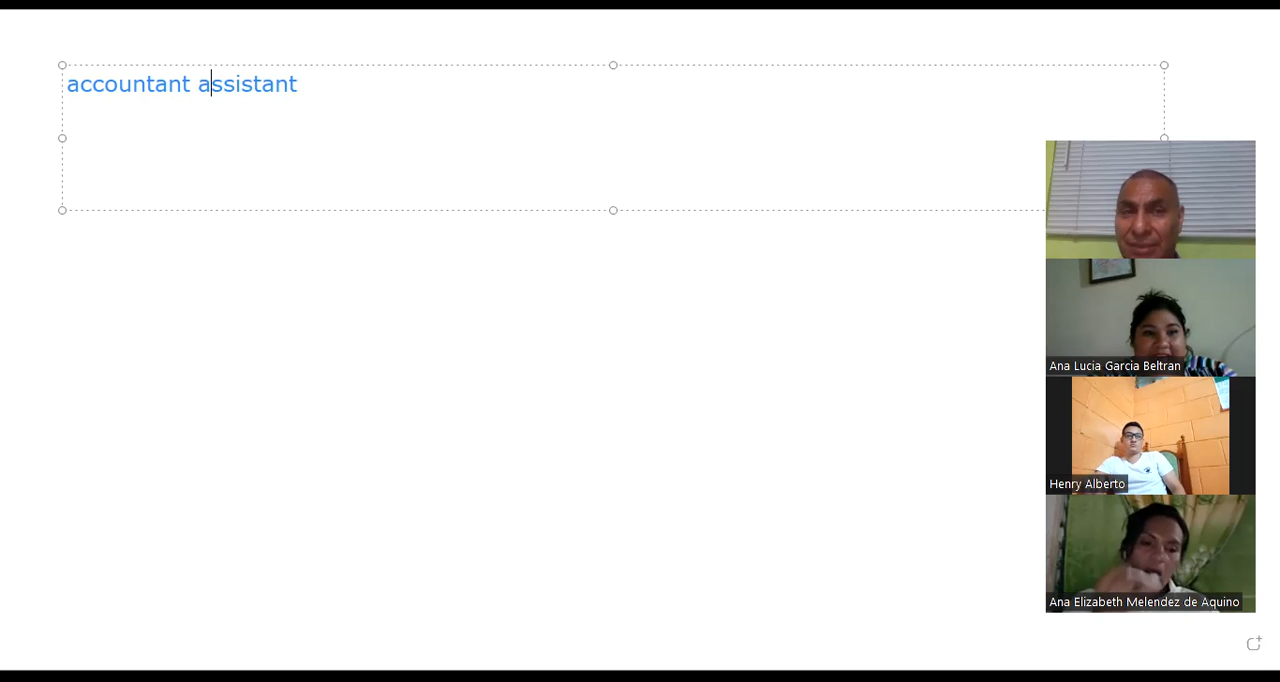 accountant assistant
Ana Lucia Garcia Beltran
Henry Alberto
Ana Elizabeth Melendez de Aquino